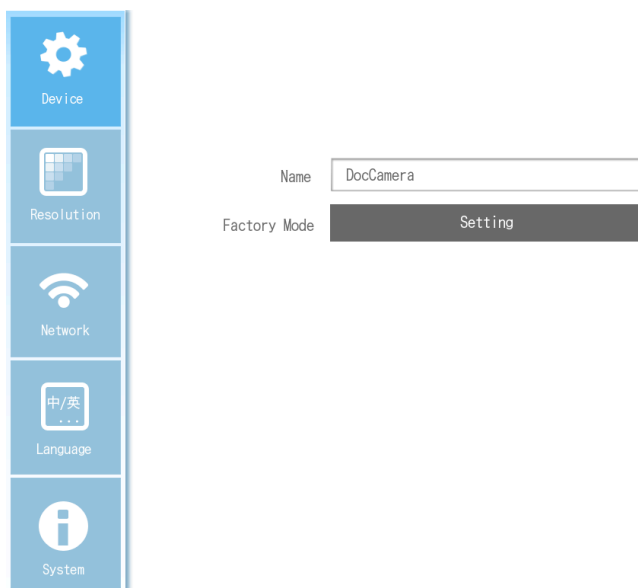 Device
Resolution
Network
中/英
...
Language
System
Name
DocCamera
Factory Mode
Setting